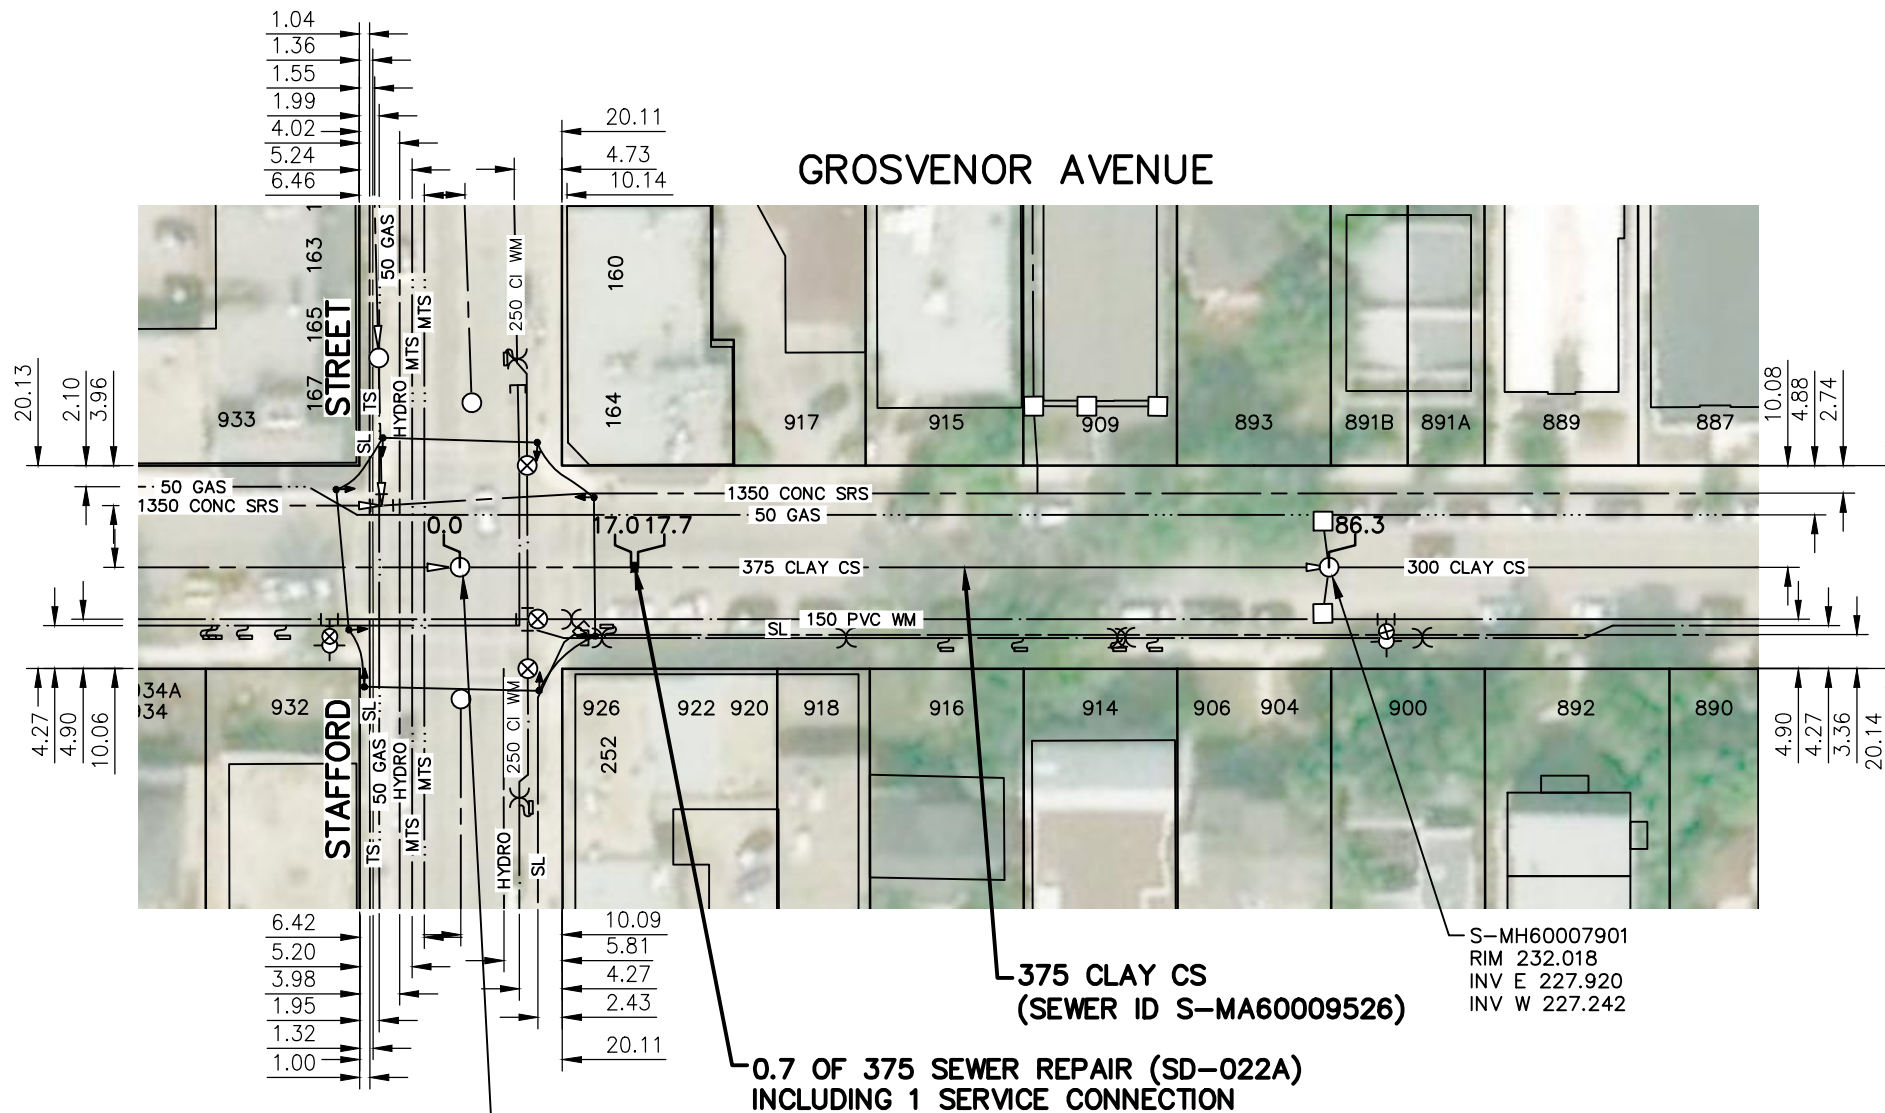 1.04
1.36
1.55
1.99
4.02
5.24
6.46
20.11
4.73
10.14
GROSVENOR AVENUE
163
165
167
STREET
50 GAS
MTS
MTS
HYDRO
TS
SL
250 CI WM
160
164
933
917
915
909
893
891B
891A
889
887
20.13
2.10
3.96
10.08
4.88
2.74
50 GAS
1350 CONC SRS
1350 CONC SRS
50 GAS
0.0
17.0
17.7
86.3
375 CLAY CS
300 CLAY CS
150 PVC WM
SL
4.27
4.90
10.06
4.90
4.27
3.36
20.14
934A
934
932
926
922
920
918
916
914
906
904
900
892
890
252
STAFFORD
SL
50 GAS
HYDRO
MTS
MTS
TS
250 CI WM
HYDRO
SL
6.42
5.20
3.98
1.95
1.32
1.00
10.09
5.81
4.27
2.43
20.11
S-MH60007901
RIM 232.018
INV E 227.920
INV W 227.242
375 CLAY CS
(SEWER ID S-MA60009526)
0.7 OF 375 SEWER REPAIR (SD-022A)
INCLUDING 1 SERVICE CONNECTION